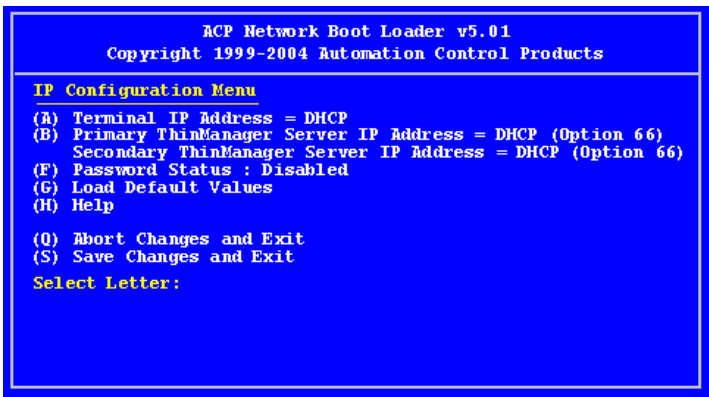 ACP Network Boot Loader v5.01
Copyright 1999-2004 Automation Control Products
IP Configuration Menu
(A) Terminal IP Address = DHCP
(B) Primary ThinManager Server IP Address = DHCP (Option 66)
Secondary ThinManager Server IP Address = DHCP (Option 66)
(F) Password Status : Disabled
(G) Load Default Values
(H) Help
(Q) Abort Changes and Exit
(S) Save Changes and Exit
Select Letter: